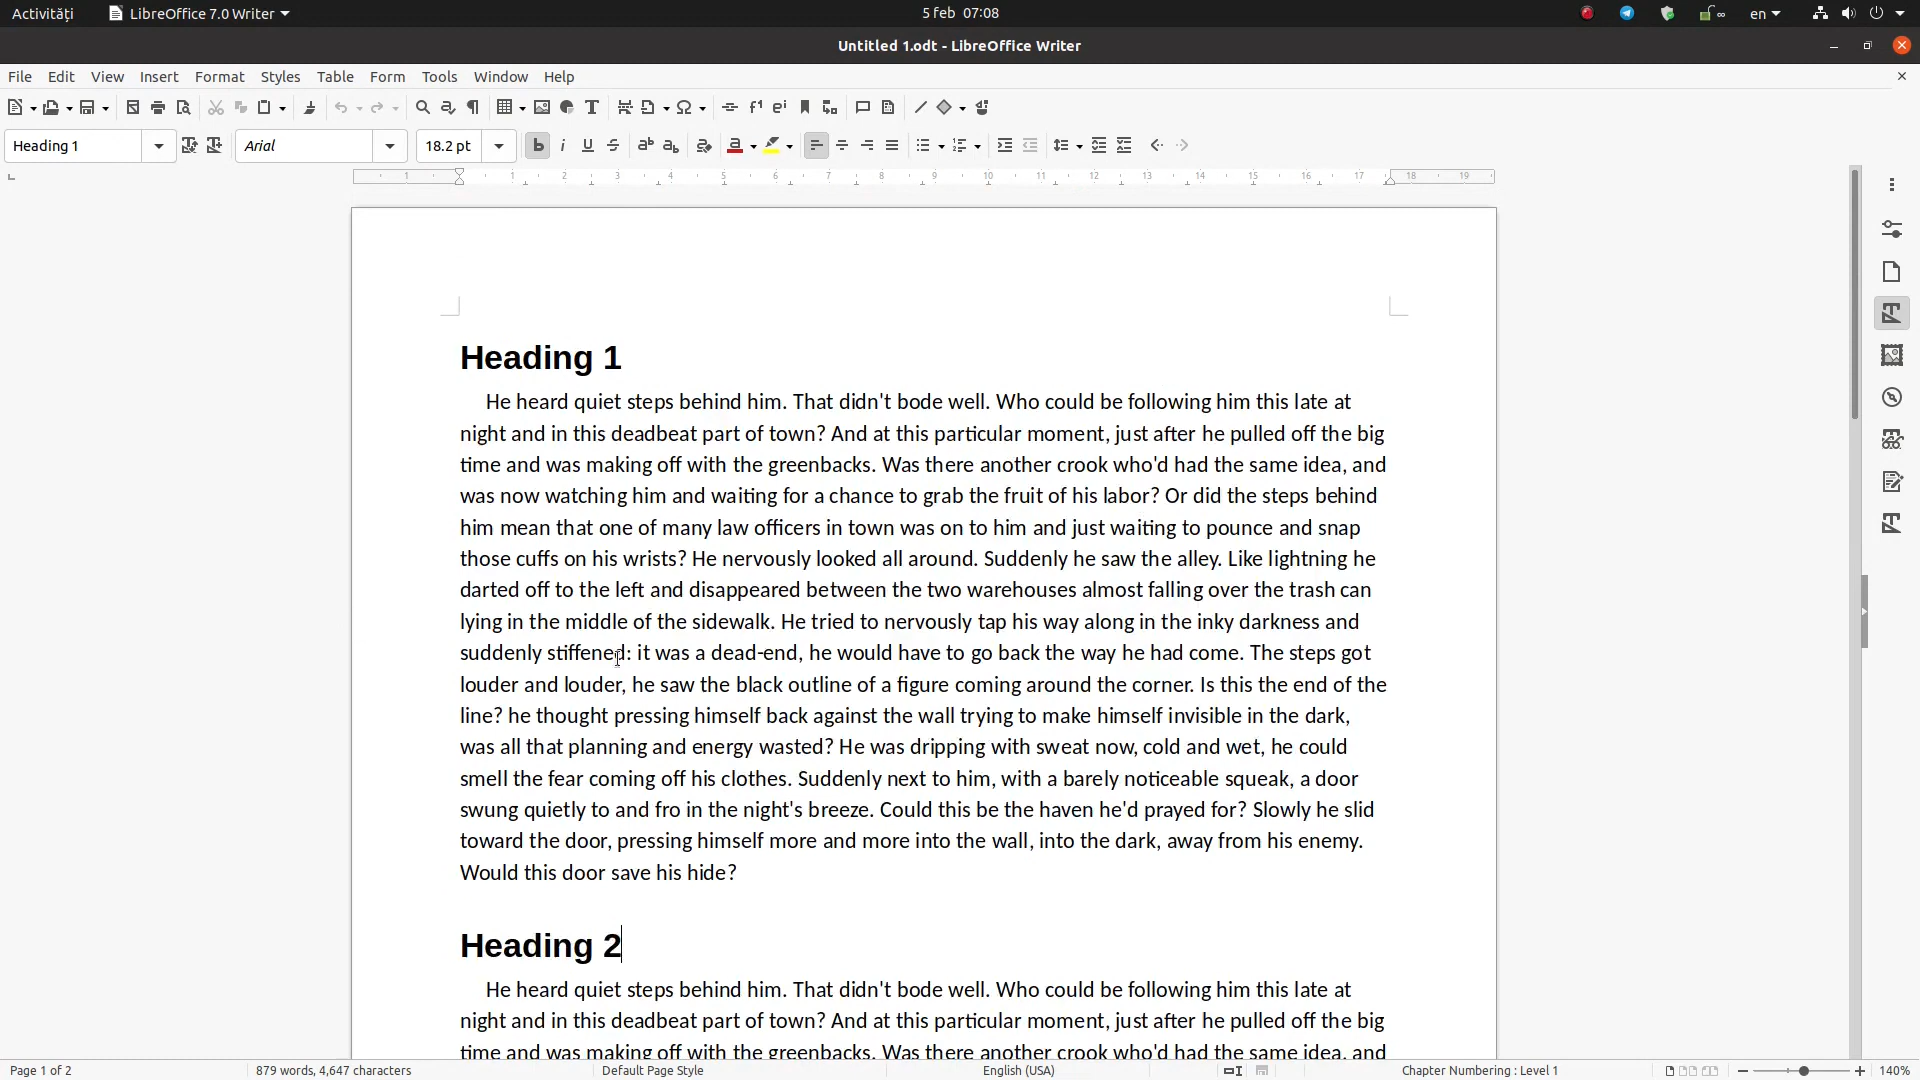 Activități LibreOffice 7.0 Writer 5 feb 07:08 en
Untitled 1.odt - LibreOffice Writer
File Edit View Insert Format Styles Table Form Tools Window Help
Heading 1 Arial 18.2 pt
1 1 2 3 4 5 6 7 8 9 10 11 12 13 14 15 16 17 18 19
Heading 1
He heard quiet steps behind him. That didn't bode well. Who could be following him this late at
night and in this deadbeat part of town? And at this particular moment, just after he pulled off the big
time and was making off with the greenbacks. Was there another crook who'd had the same idea, and
was now watching him and waiting for a chance to grab the fruit of his labor? Or did the steps behind
him mean that one of many law officers in town was on to him and just waiting to pounce and snap
those cuffs on his wrists? He nervously looked all around. Suddenly he saw the alley. Like lightning he
darted off to the left and disappeared between the two warehouses almost falling over the trash can
lying in the middle of the sidewalk. He tried to nervously tap his way along in the inky darkness and
suddenly stiffened: it was a dead-end, he would have to go back the way he had come. The steps got
louder and louder, he saw the black outline of a figure coming around the corner. Is this the end of the
line? he thought pressing himself back against the wall trying to make himself invisible in the dark,
was all that planning and energy wasted? He was dripping with sweat now, cold and wet, he could
smell the fear coming off his clothes. Suddenly next to him, with a barely noticeable squeak, a door
swung quietly to and fro in the night's breeze. Could this be the haven he'd prayed for? Slowly he slid
toward the door, pressing himself more and more into the wall, into the dark, away from his enemy.
Would this door save his hide?
Heading 2
He heard quiet steps behind him. That didn't bode well. Who could be following him this late at
night and in this deadbeat part of town? And at this particular moment, just after he pulled off the big
time and was making off with the greenbacks. Was there another crook who'd had the same idea, and
Page 1 of 2 879 words, 4,647 characters Default Page Style English (USA) Chapter Numbering : Level 1 140%